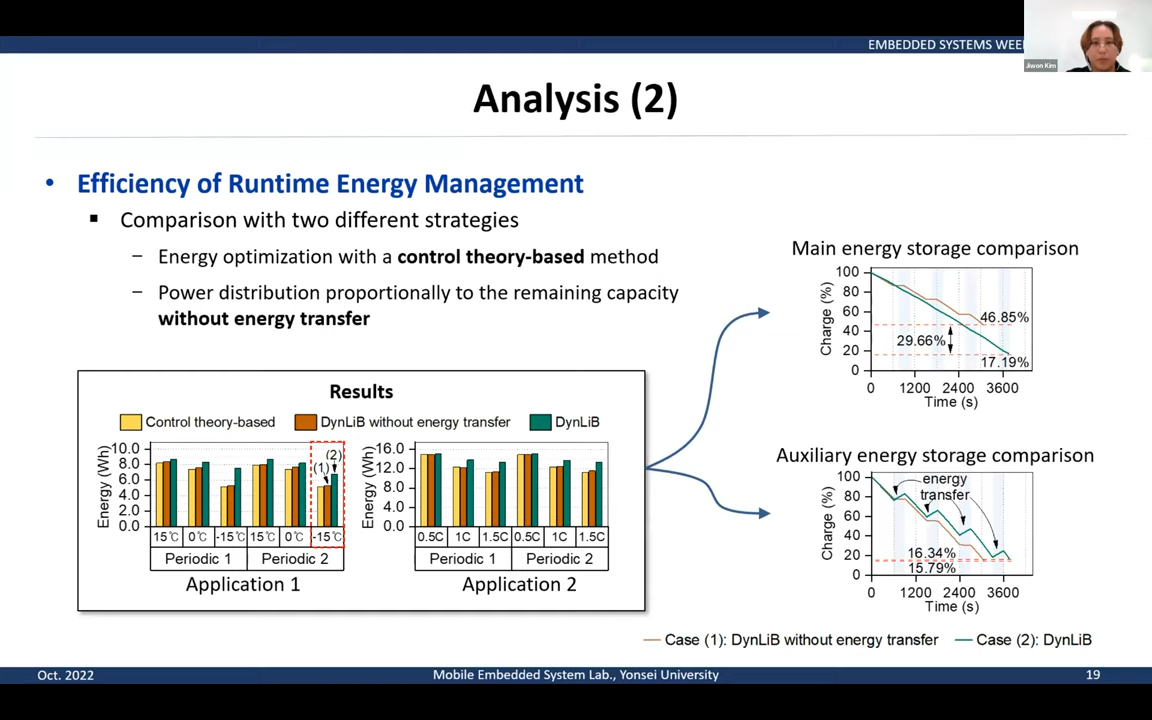 EMBEDDED SYSTEMS WEE
Jiwon Kim
Analysis (2)
• Efficiency of Runtime Energy Management
▪ Comparison with two different strategies
– Energy optimization with a control theory-based method
– Power distribution proportionally to the remaining capacity
without energy transfer
Results
Control theory-based
DynLiB without energy transfer
DynLiB
Energy (Wh)
10.0
8.0
6.0
4.0
2.0
0.0
(1)
(2)
15℃ 0℃ -15℃ 15℃ 0℃ -15℃
Periodic 1 Periodic 2
Application 1
Energy (Wh)
16.0
12.0
8.0
4.0
0.0
0.5C 1C 1.5C 0.5C 1C 1.5C
Periodic 1 Periodic 2
Application 2
Main energy storage comparison
Charge (%)
100
80
60
40
20
0
46.85%
29.66%
17.19%
0 1200 2400 3600
Time (s)
Auxiliary energy storage comparison
Charge (%)
100
80
60
40
20
0
energy
transfer
16.34%
15.79%
0 1200 2400 3600
Time (s)
Case (1): DynLiB without energy transfer
Case (2): DynLiB
Oct. 2022
Mobile Embedded System Lab., Yonsei University
19